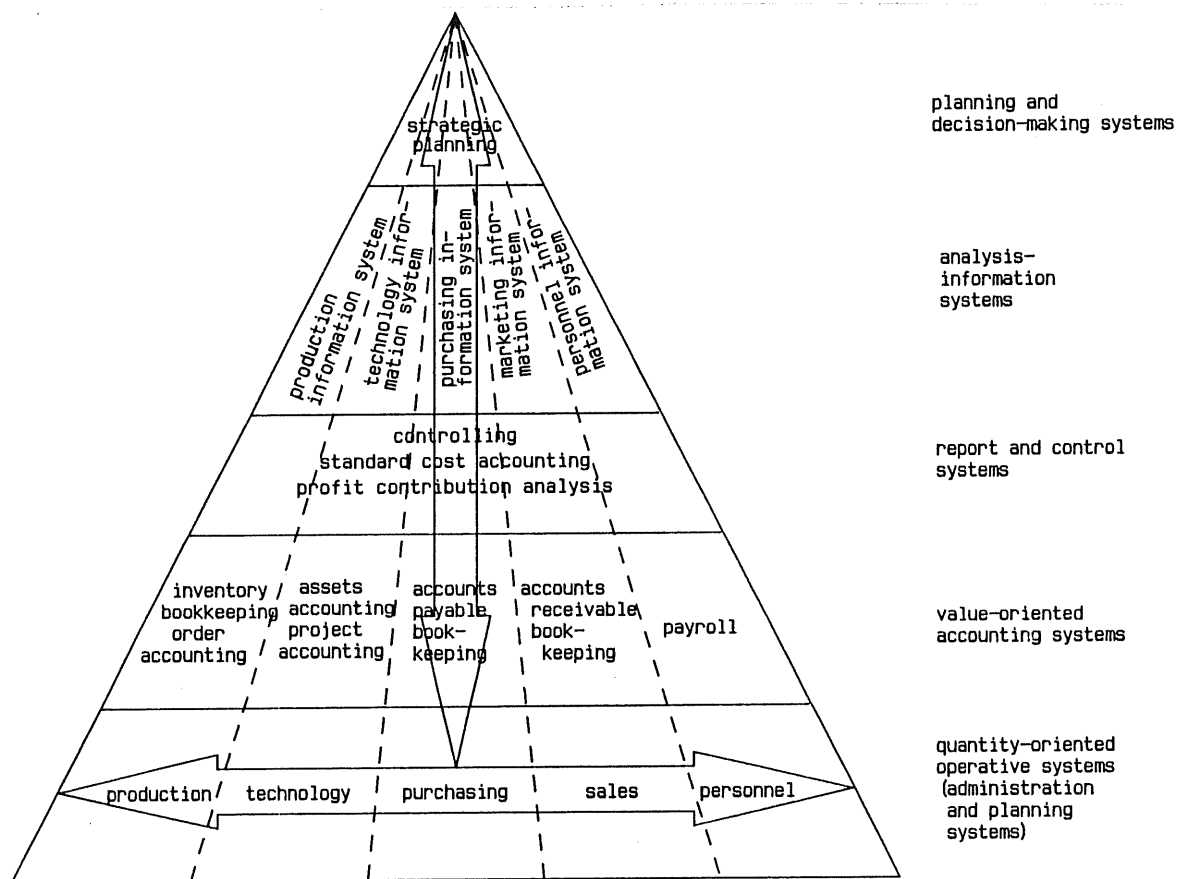 strategic
planning
planning and
decision-making systems
production
information system
technology infor-
mation system
purchasing in-
formation system
marketing infor-
mation system
personnel infor-
mation system
analysis-
information
systems
controlling
standard cost accounting
profit contribution analysis
report and control
systems
inventory
bookkeeping
order
accounting
assets
accounting
project
accounting
accounts
payable
book-
keeping
accounts
receivable
book-
keeping
payroll
value-oriented
accounting systems
production
technology
purchasing
sales
personnel
quantity-oriented
operative systems
(administration
and planning
systems)